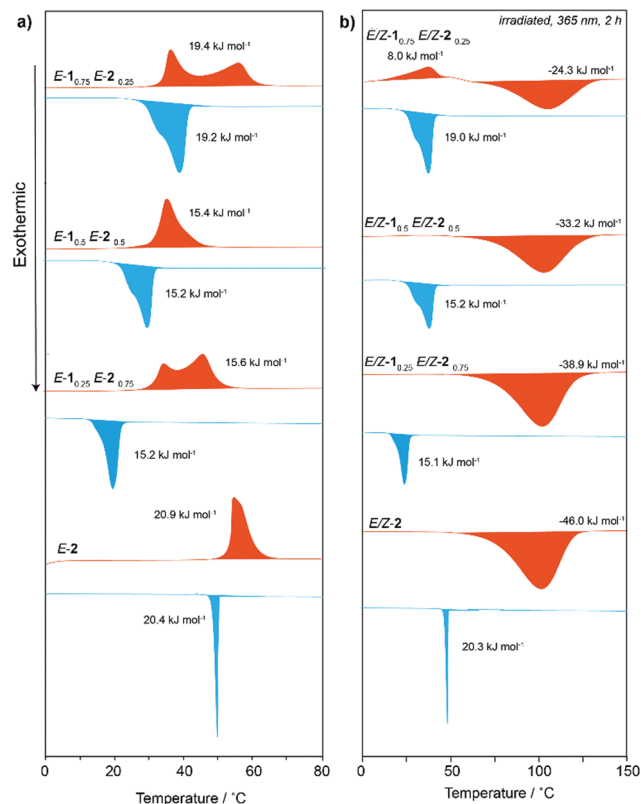 a)
Exothermic
19.4 kJ mol⁻¹
E-1₀.₇₅ E-2₀.₂₅
19.2 kJ mol⁻¹
15.4 kJ mol⁻¹
E-1₀.₅ E-2₀.₅
15.2 kJ mol⁻¹
15.6 kJ mol⁻¹
E-1₀.₂₅ E-2₀.₇₅
15.2 kJ mol⁻¹
20.9 kJ mol⁻¹
E-2
20.4 kJ mol⁻¹
0 20 40 60 80
Temperature / ˚C
b)
irradiated, 365 nm, 2 h
E/Z-1₀.₇₅ E/Z-2₀.₂₅
8.0 kJ mol⁻¹
-24.3 kJ mol⁻¹
19.0 kJ mol⁻¹
E/Z-1₀.₅ E/Z-2₀.₅
-33.2 kJ mol⁻¹
15.2 kJ mol⁻¹
E/Z-1₀.₂₅ E/Z-2₀.₇₅
-38.9 kJ mol⁻¹
15.1 kJ mol⁻¹
E/Z-2
-46.0 kJ mol⁻¹
20.3 kJ mol⁻¹
0 50 100 150
Temperature / ˚C